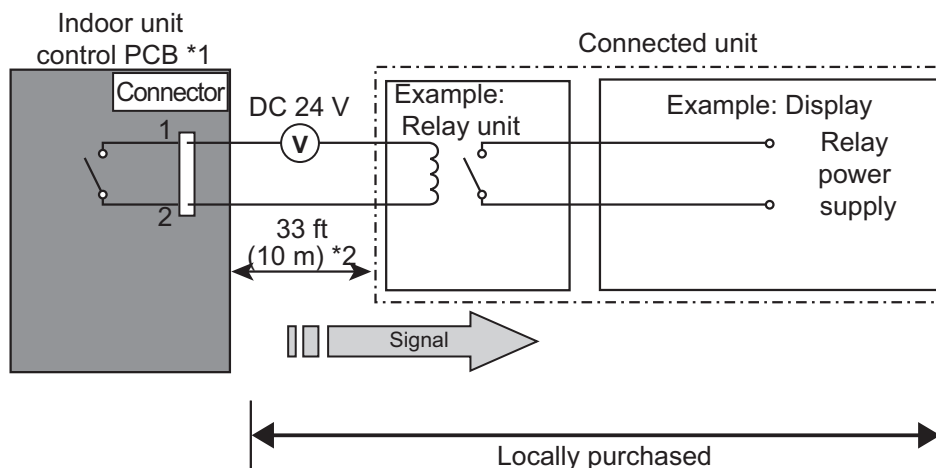 Indoor unit
control PCB *1
Connector
1
2
DC 24 V
V
33 ft
(10 m) *2
Connected unit
Example:
Relay unit
Example: Display
Relay
power
supply
Signal
Locally purchased